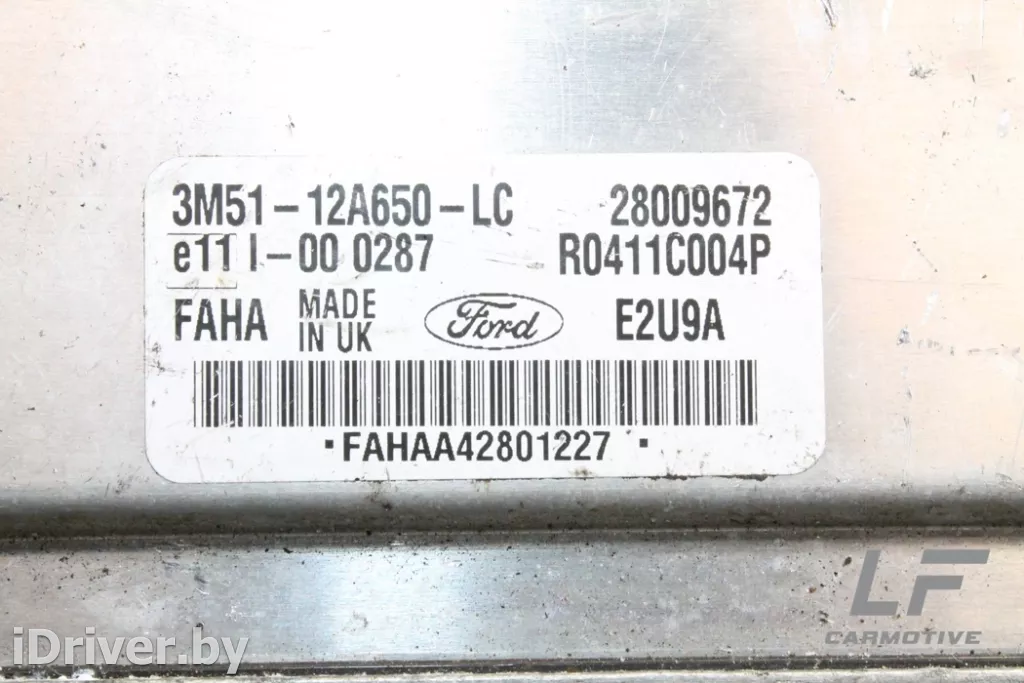 3M51-12A650-LC 28009672
e11 I-00 0287 R0411C004P
FAHA MADE IN UK Ford E2U9A
·FAHAA42801227 ·
LF
CARMOTIVE
iDriver.by